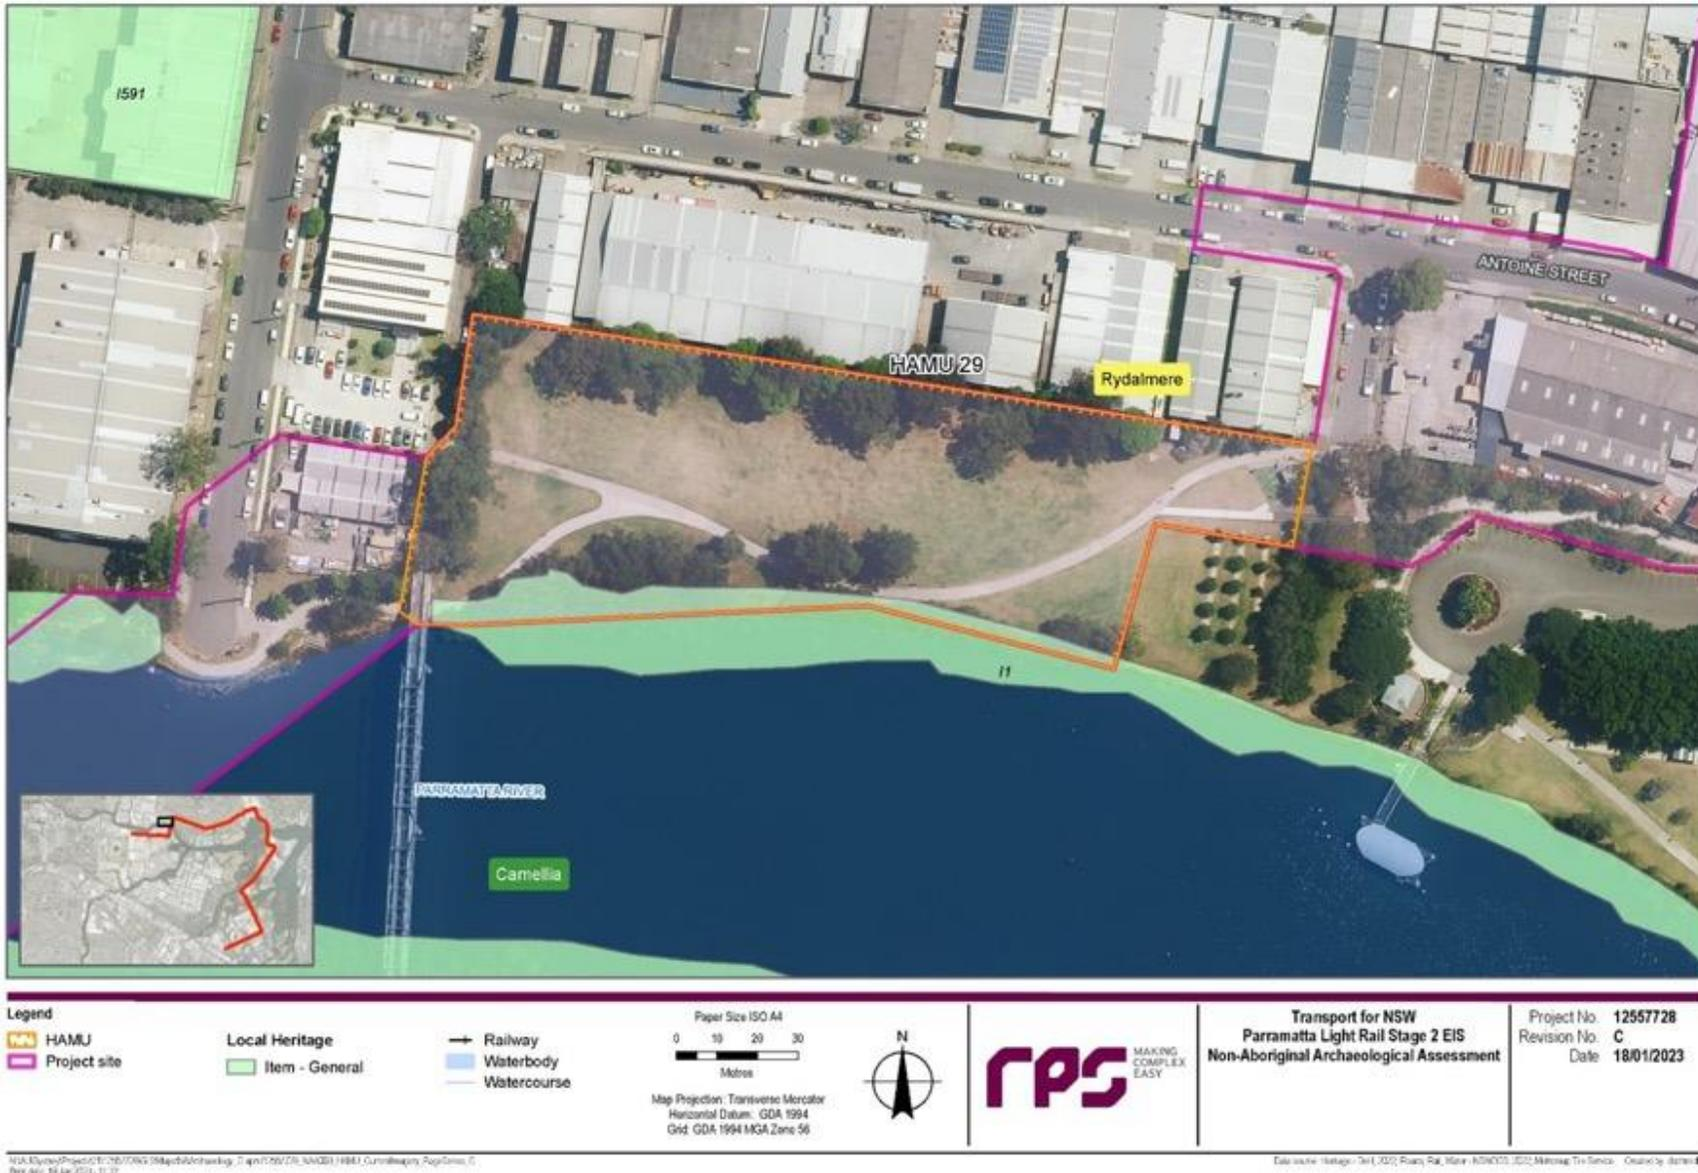 I591
ANTOINE STREET
HAMU 29
Rydalmere
I1
PARRAMATTA RIVER
Camellia
Legend
HAMU
Project site
Local Heritage
Item - General
Railway
Waterbody
Watercourse
Paper Size ISO A4
0 10 20 30
Metres
Map Projection: Transverse Mercator
Horizontal Datum: GDA 1994
Grid: GDA 1994 MGA Zone 56
N
rps
MAKING
COMPLEX
EASY
Transport for NSW
Parramatta Light Rail Stage 2 EIS
Non-Aboriginal Archaeological Assessment
Project No. 12557728
Revision No. C
Date 18/01/2023